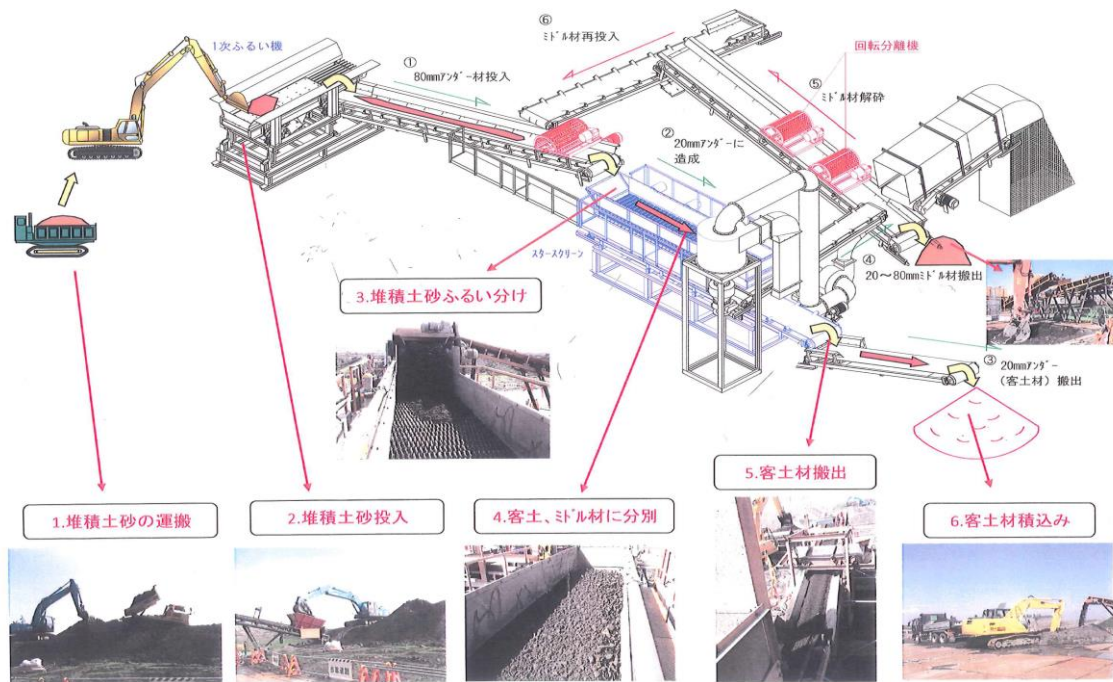 ⑥
ミドル材再投入
1次ふるい機
回転分離機
①
80mmアンダー材投入
⑤
ミドル材解砕
②
20mmアンダーに
造成
スタースクリーン
④
20～80mmミドル材搬出
3.堆積土砂ふるい分け
③
20mmアンダー
(客土材) 搬出
5.客土材搬出
1.堆積土砂の運搬
2.堆積土砂投入
4.客土、ミドル材に分別
6.客土材積込み